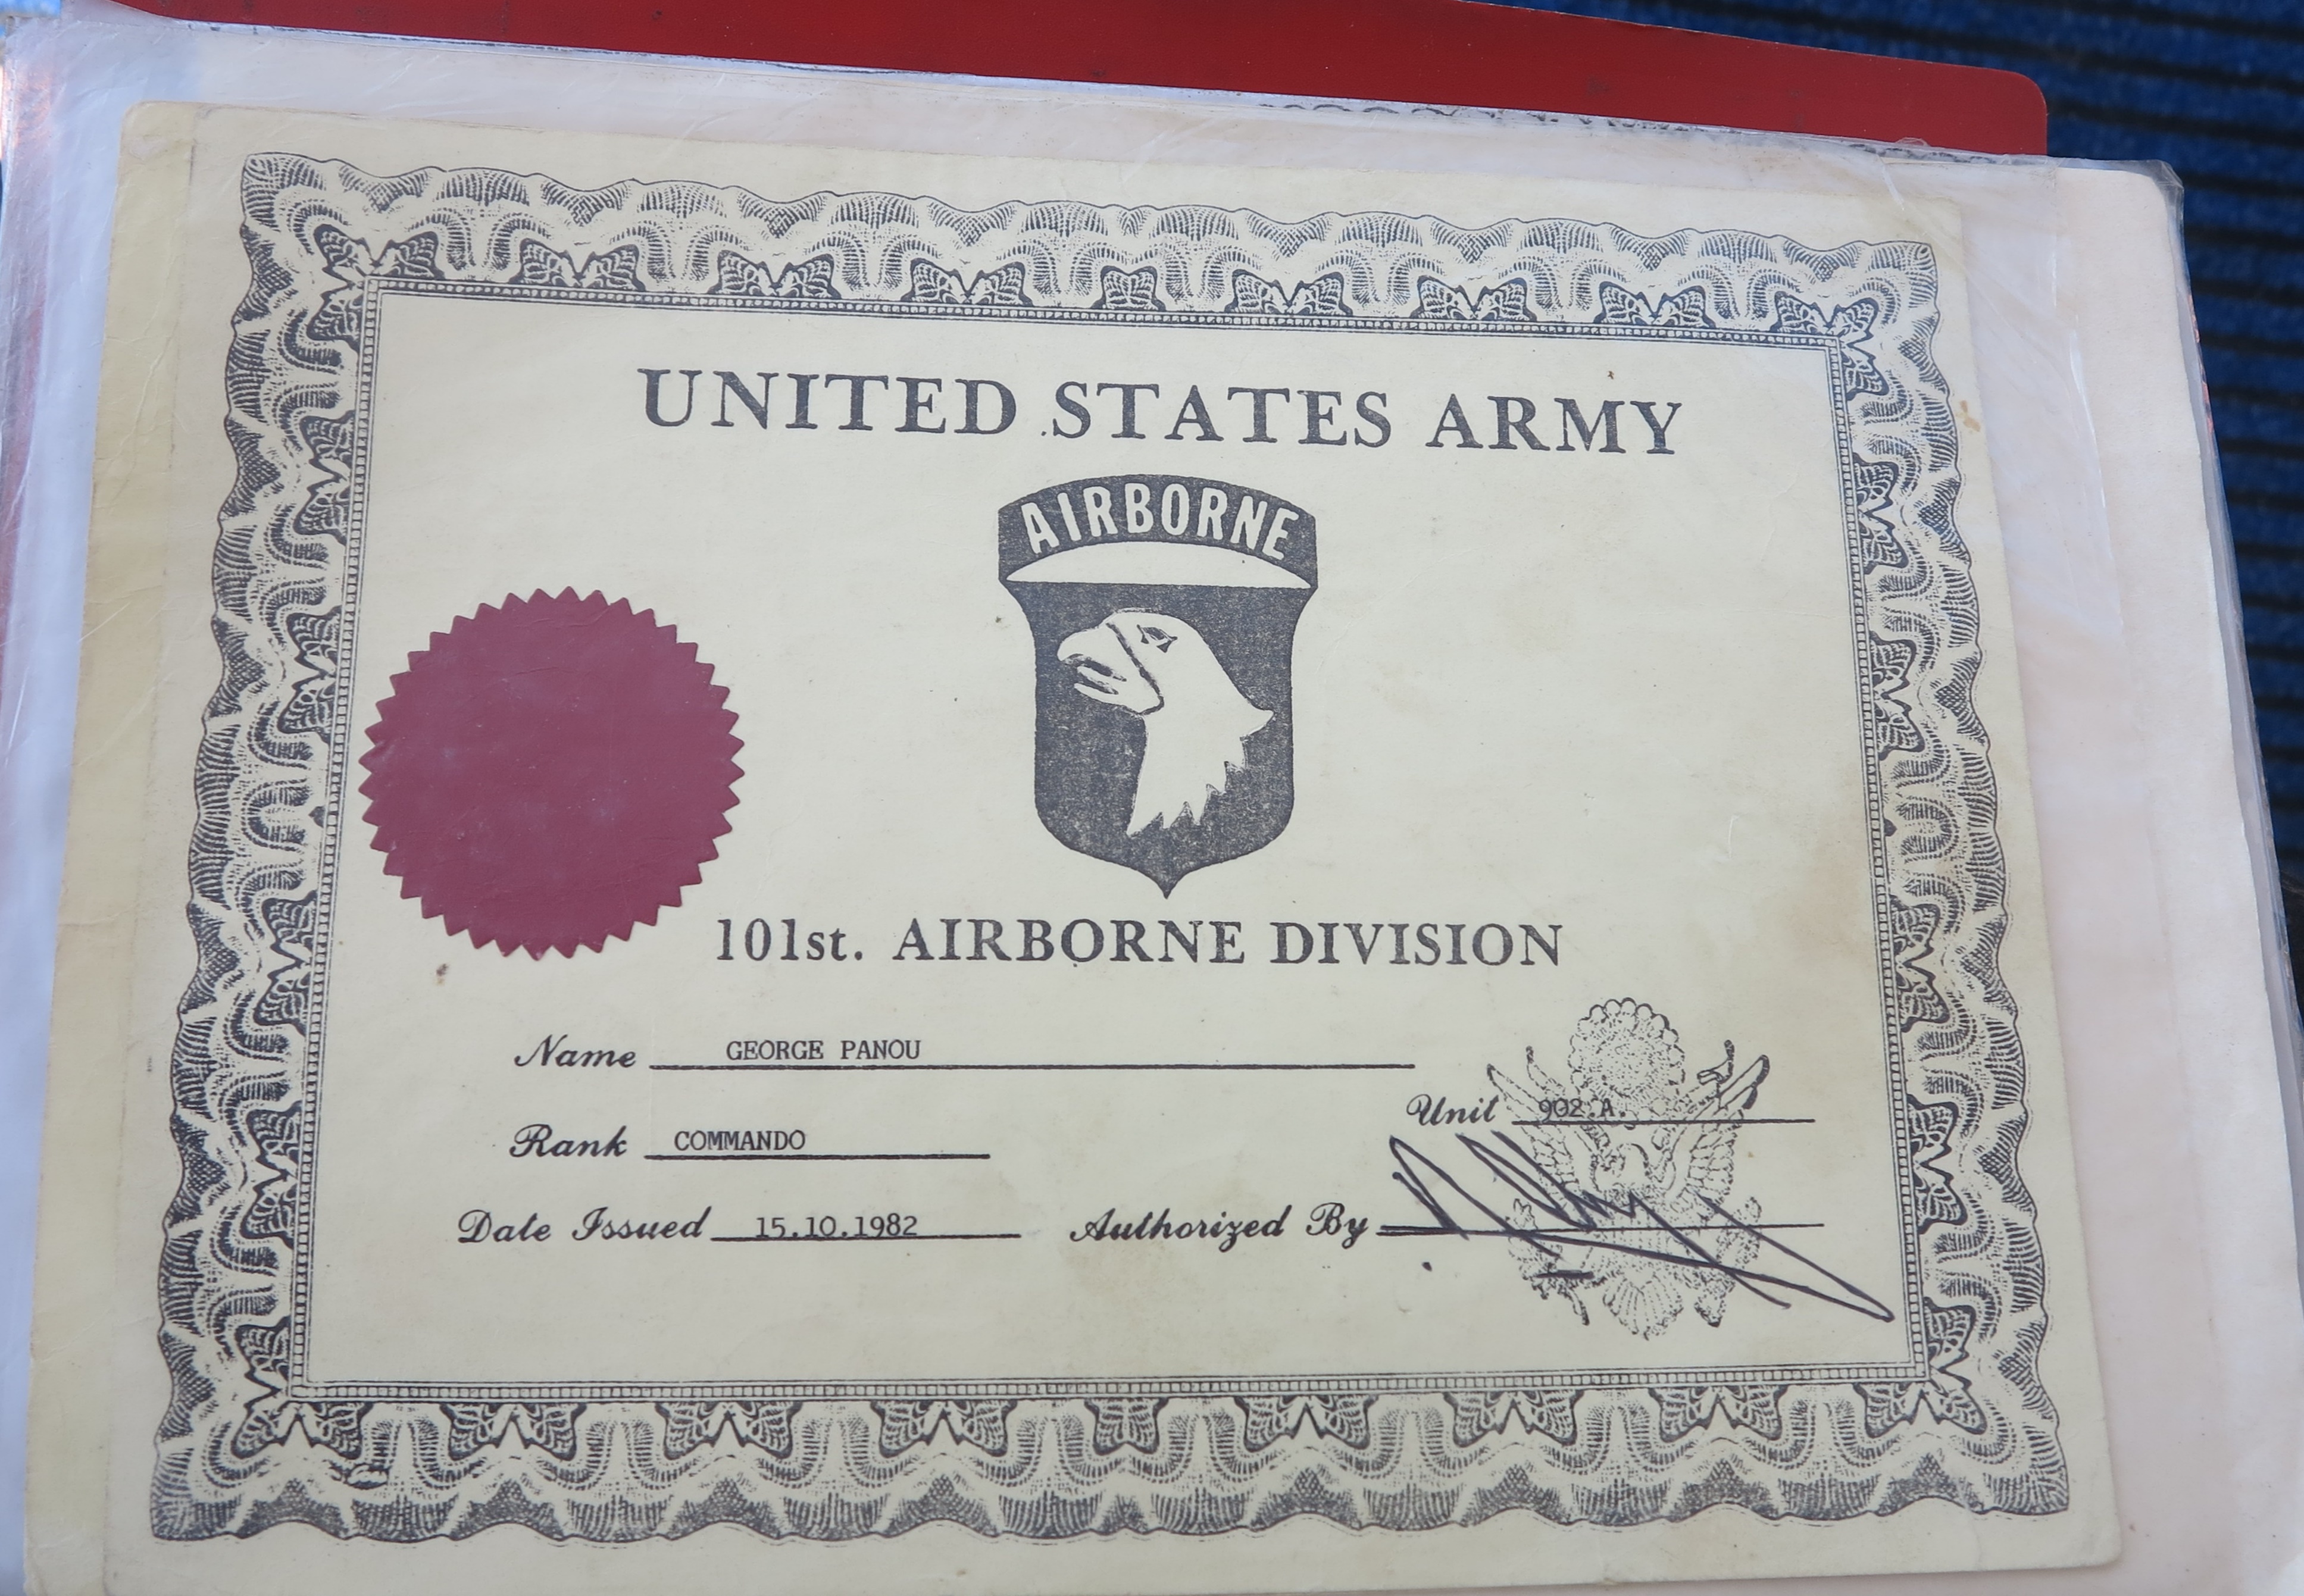 UNITED STATES ARMY
AIRBORNE
101st. AIRBORNE DIVISION
Name GEORGE PANOU
Unit 902.A.
Rank COMMANDO
Date Issued 15.10.1982 Authorized By